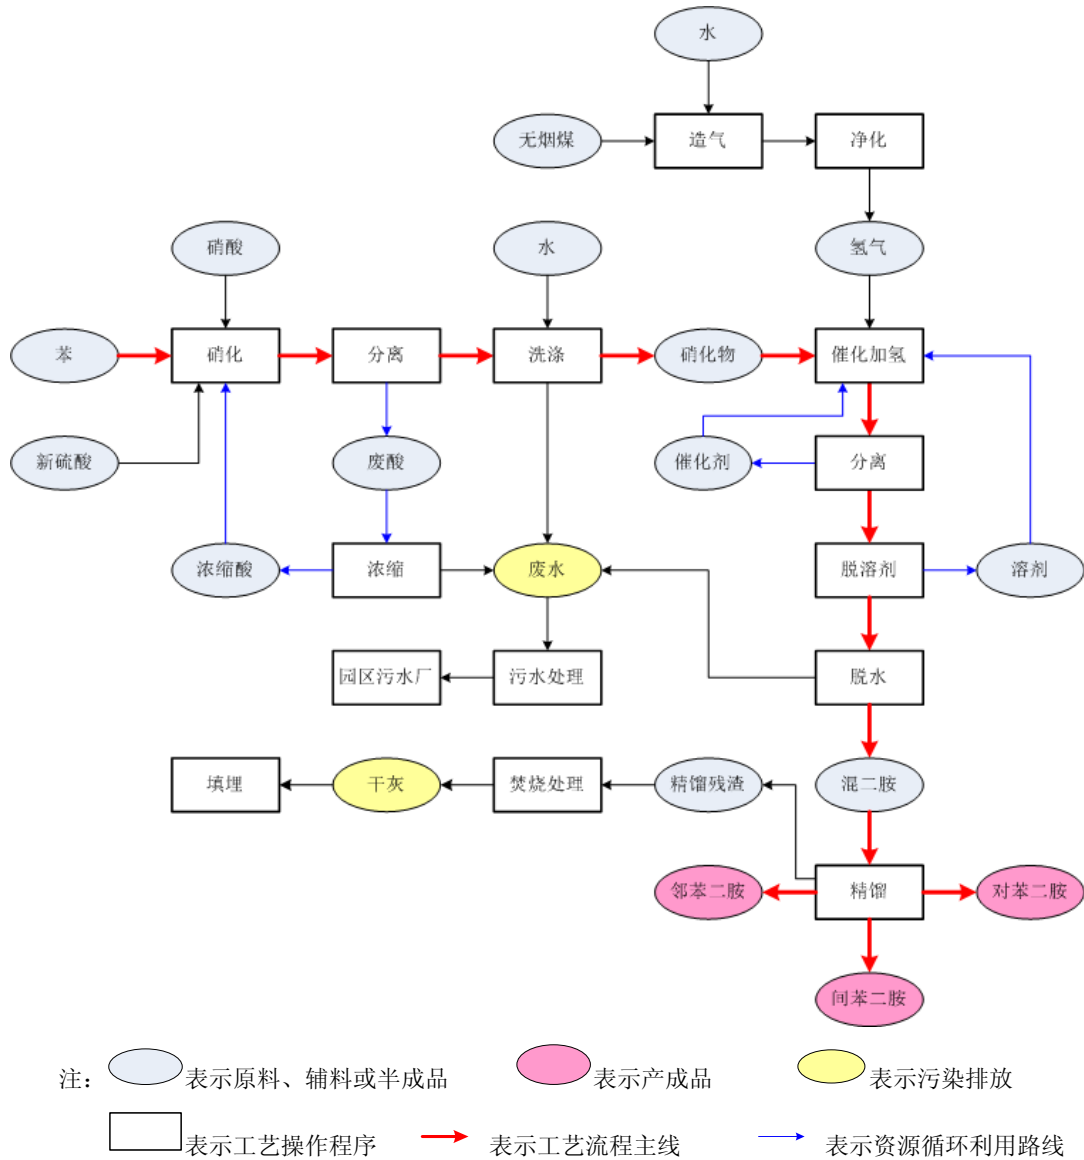 水
无烟煤
造气
净化
硝酸
水
氢气
苯
硝化
分离
洗涤
硝化物
催化加氢
新硫酸
废酸
催化剂
分离
浓缩酸
浓缩
废水
脱溶剂
溶剂
园区污水厂
污水处理
脱水
填埋
干灰
焚烧处理
精馏残渣
混二胺
邻苯二胺
精馏
对苯二胺
间苯二胺
注：
表示原料、辅料或半成品
表示产成品
表示污染排放
表示工艺操作程序
表示工艺流程主线
表示资源循环利用路线